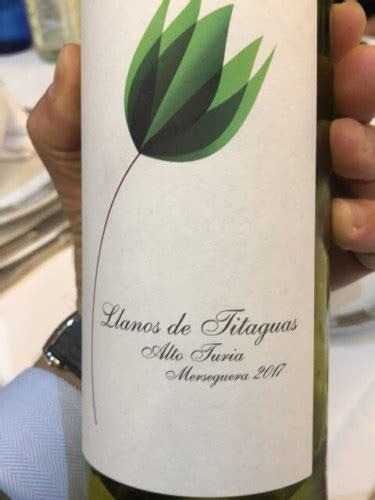 Llanos de Titaguas
Alto Turia
Merseguera 2017